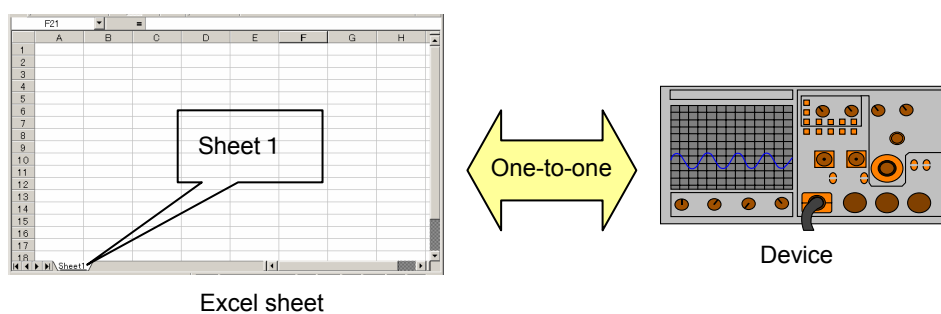 F21 =
A B C D E F G H
1
2
3
4
5
6
7
8
9
10
11
12
13
14
15
16
17
18
Sheet 1
Sheet1
One-to-one
Device
Excel sheet